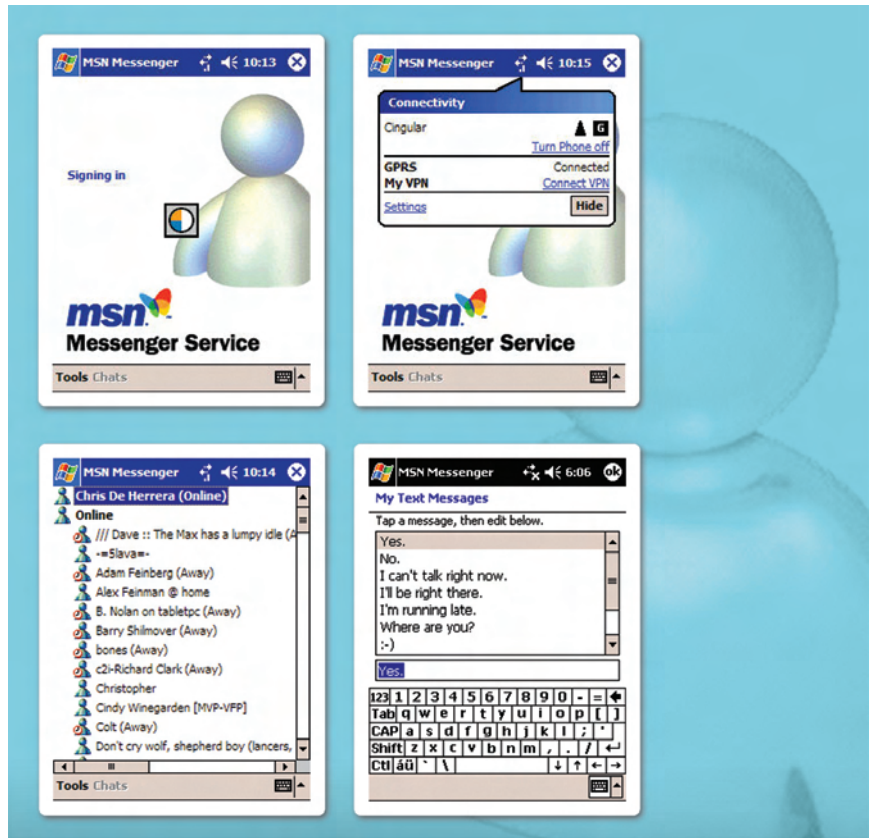 MSN Messenger 10:13
Signing in
msn
Messenger Service
Tools Chats
MSN Messenger 10:15
Connectivity
Cingular G
Turn Phone off
GPRS Connected
My VPN Connect VPN
Settings Hide
msn
Messenger Service
Tools Chats
MSN Messenger 10:14
Chris De Herrera (Online)
Online
/// Dave :: The Max has a lumpy idle (A
-=Slava=-
Adam Feinberg (Away)
Alex Feinman @ home
B. Nolan on tabletpc (Away)
Barry Shilmover (Away)
bones (Away)
c2i-Richard Clark (Away)
Christopher
Cindy Winegarden [MVP-VFP]
Colt (Away)
Don't cry wolf, shepherd boy (lancers,
Tools Chats
MSN Messenger 6:06 ok
My Text Messages
Tap a message, then edit below.
Yes.
No.
I can't talk right now.
I'll be right there.
I'm running late.
Where are you?
:-)
Yes.
123 1 2 3 4 5 6 7 8 9 0 - =
Tab q w e r t y u i o p [ ]
CAP a s d f g h j k l ; '
Shift z x c v b n m , . /
Ctl áü ` \